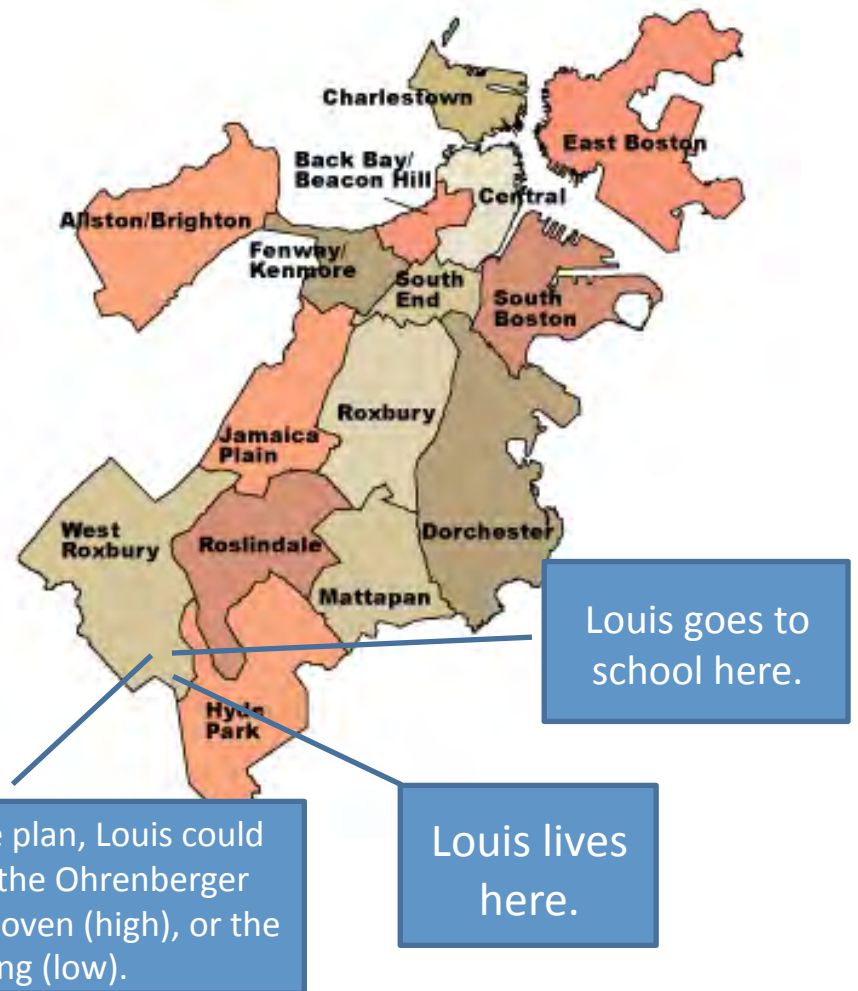 Charlestown
East Boston
Back Bay/
Beacon Hill
Central
Allston/Brighton
Fenway/
Kenmore
South
End
South
Boston
Roxbury
Jamaica
Plain
West
Roxbury
Roslindale
Dorchester
Mattapan
Hyde
Park
Louis goes to
school here.
Louis lives
here.
plan, Louis could
the Ohrenberger
oven (high), or the
ng (low).